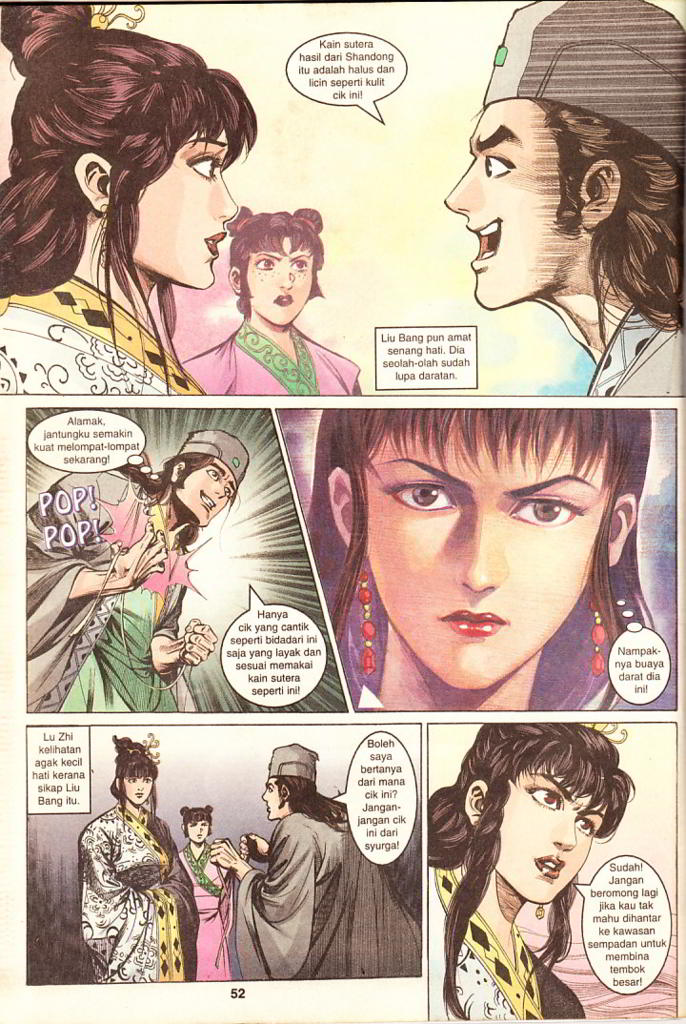 Kain sutera
hasil dari Shandong
itu adalah halus dan
licin seperti kulit
cik ini!
Liu Bang pun amat
senang hati. Dia
seolah-olah sudah
lupa daratan.
Alamak,
jantungku semakin
kuat melompat-lompat
sekarang!
POP!
POP!
Hanya
cik yang cantik
seperti bidadari ini
saja yang layak dan
sesuai memakai
kain sutera
seperti ini!
Nampak-
nya buaya
darat dia
ini!
Lu Zhi
kelihatan
agak kecil
hati kerana
sikap Liu
Bang itu.
Boleh
saya
bertanya
dari mana
cik ini?
Jangan-
jangan cik
ini dari
syurga!
Sudah!
Jangan
beromong lagi
jika kau tak
mahu dihantar
ke kawasan
sempadan untuk
membina
tembok
besar!
52